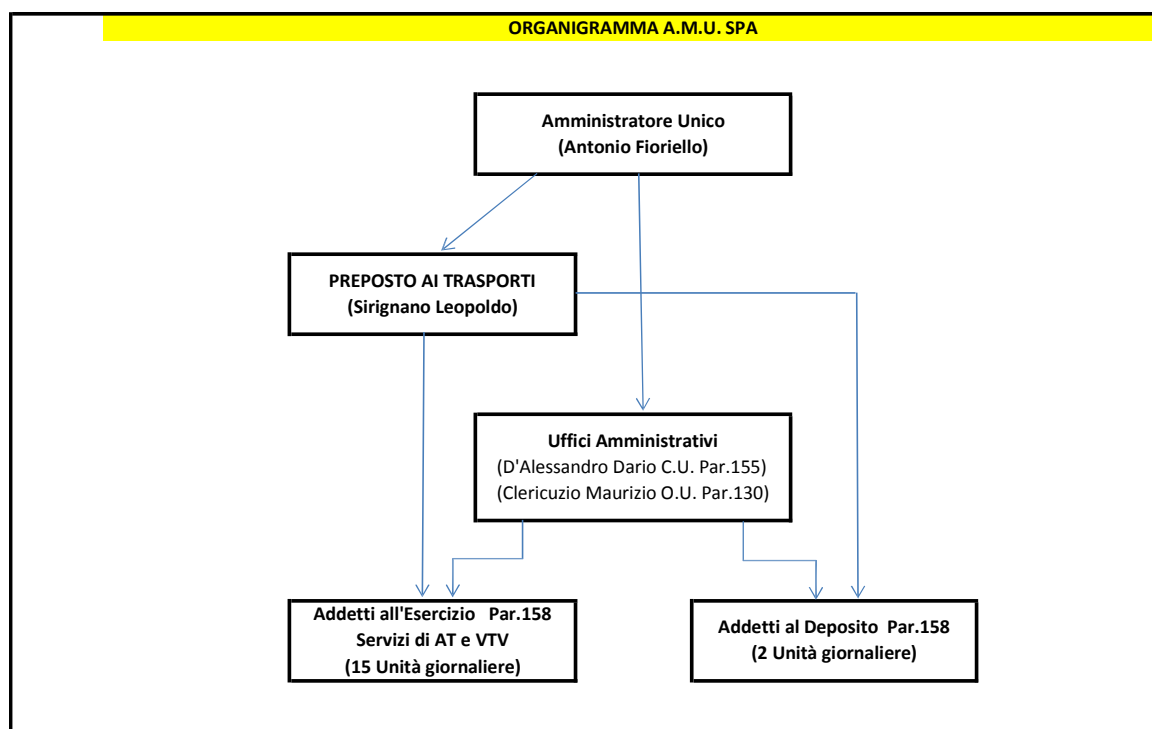 ORGANIGRAMMA A.M.U. SPA
Amministratore Unico
(Antonio Fioriello)
PREPOSTO AI TRASPORTI
(Sirignano Leopoldo)
Uffici Amministrativi
(D'Alessandro Dario C.U. Par.155)
(Clericuzio Maurizio O.U. Par.130)
Addetti all'Esercizio Par.158
Servizi di AT e VTV
(15 Unità giornaliere)
Addetti al Deposito Par.158
(2 Unità giornaliere)